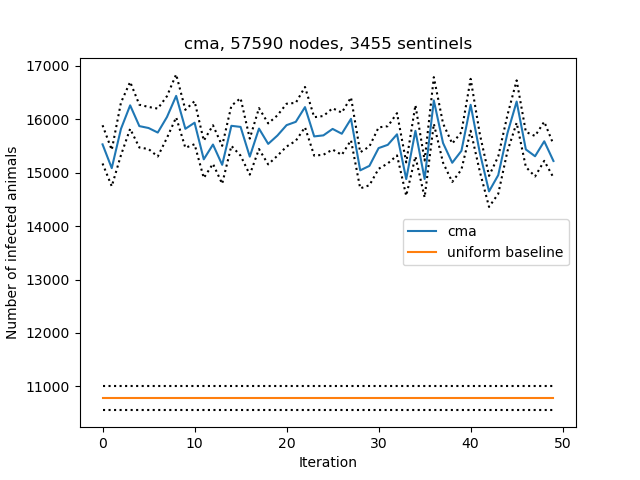 cma, 57590 nodes, 3455 sentinels
Number of infected animals
17000
16000
15000
14000
13000
12000
11000
cma
uniform baseline
0 10 20 30 40 50
Iteration